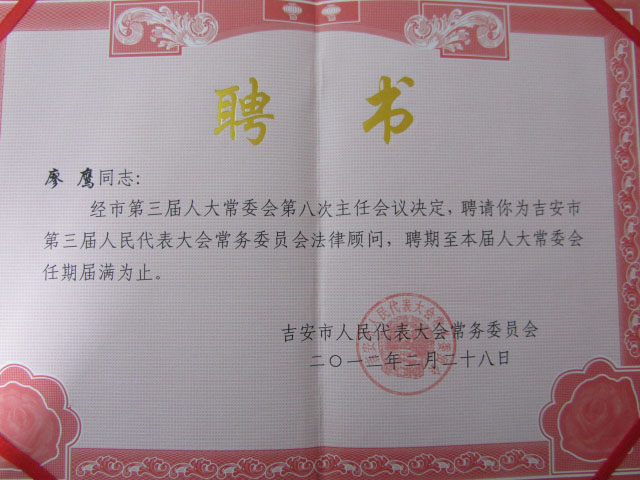 聘 书
廖 鹰同志：
经市第三届人大常委会第八次主任会议决定，聘请你为吉安市
第三届人民代表大会常务委员会法律顾问，聘期至本届人大常委会
任期届满为止。
吉安市人民代表大会常务委员会
二〇一二年二月二十八日